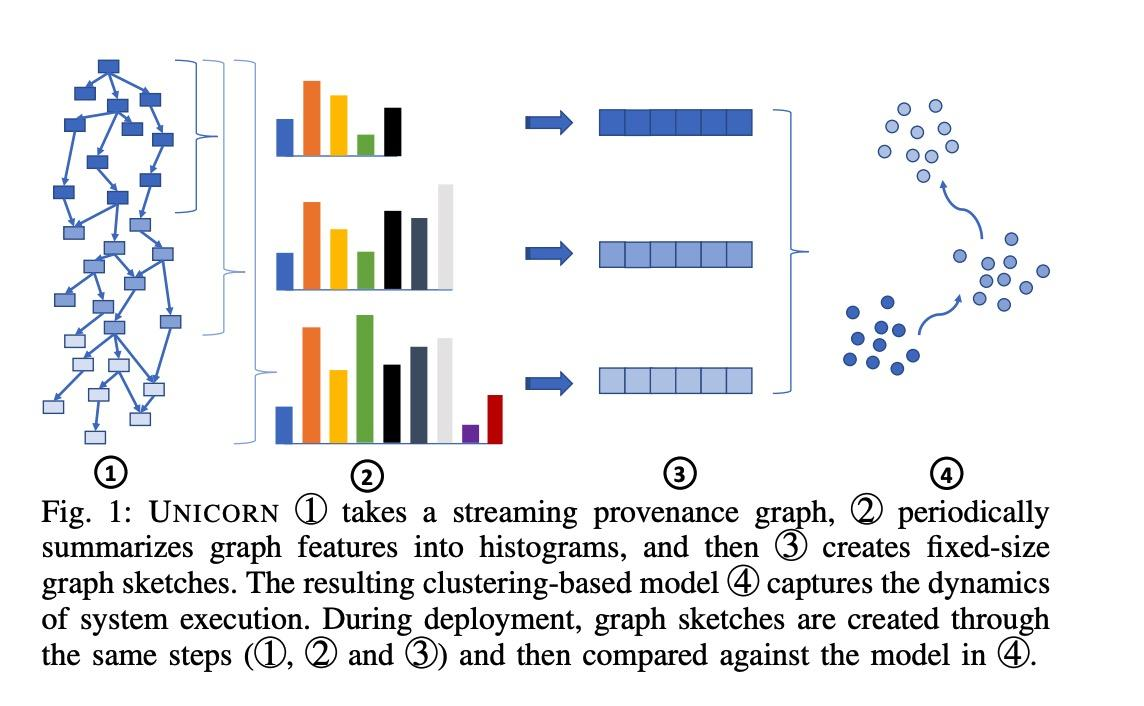 ① ② ③ ④
Fig. 1: UNICORN ① takes a streaming provenance graph, ② periodically
summarizes graph features into histograms, and then ③ creates fixed-size
graph sketches. The resulting clustering-based model ④ captures the dynamics
of system execution. During deployment, graph sketches are created through
the same steps (①, ② and ③) and then compared against the model in ④.